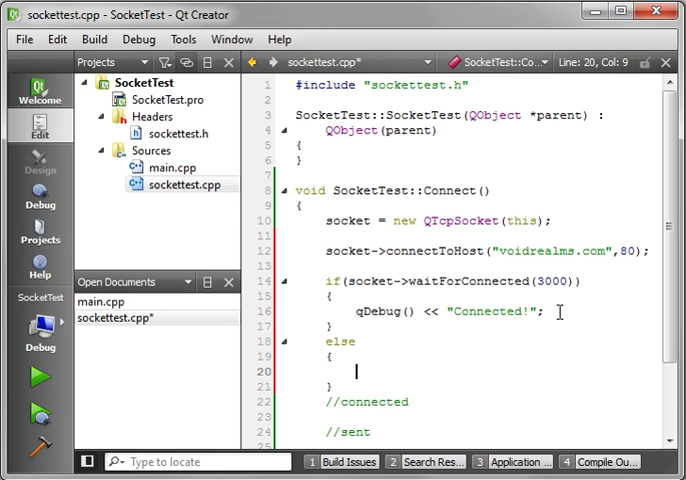 sockettest.cpp - SocketTest - Qt Creator
File Edit Build Debug Tools Window Help
Projects
sockettest.cpp*
SocketTest::Co...
Line: 20, Col: 9
Welcome
Edit
Design
Debug
Projects
Help
SocketTest
Debug
SocketTest
SocketTest.pro
Headers
sockettest.h
Sources
main.cpp
sockettest.cpp
Open Documents
main.cpp
sockettest.cpp*
1 #include "sockettest.h"
2
3 SocketTest::SocketTest(QObject *parent) :
4 QObject(parent)
5 {
6 }
7
8 void SocketTest::Connect()
9 {
10 socket = new QTcpSocket(this);
11
12 socket->connectToHost("voidrealms.com",80);
13
14 if(socket->waitForConnected(3000))
15 {
16 qDebug() << "Connected!";
17 }
18 else
19 {
20
21 }
22 //connected
23
24 //sent
25
Type to locate
1 Build Issues
2 Search Res...
3 Application ...
4 Compile Ou...